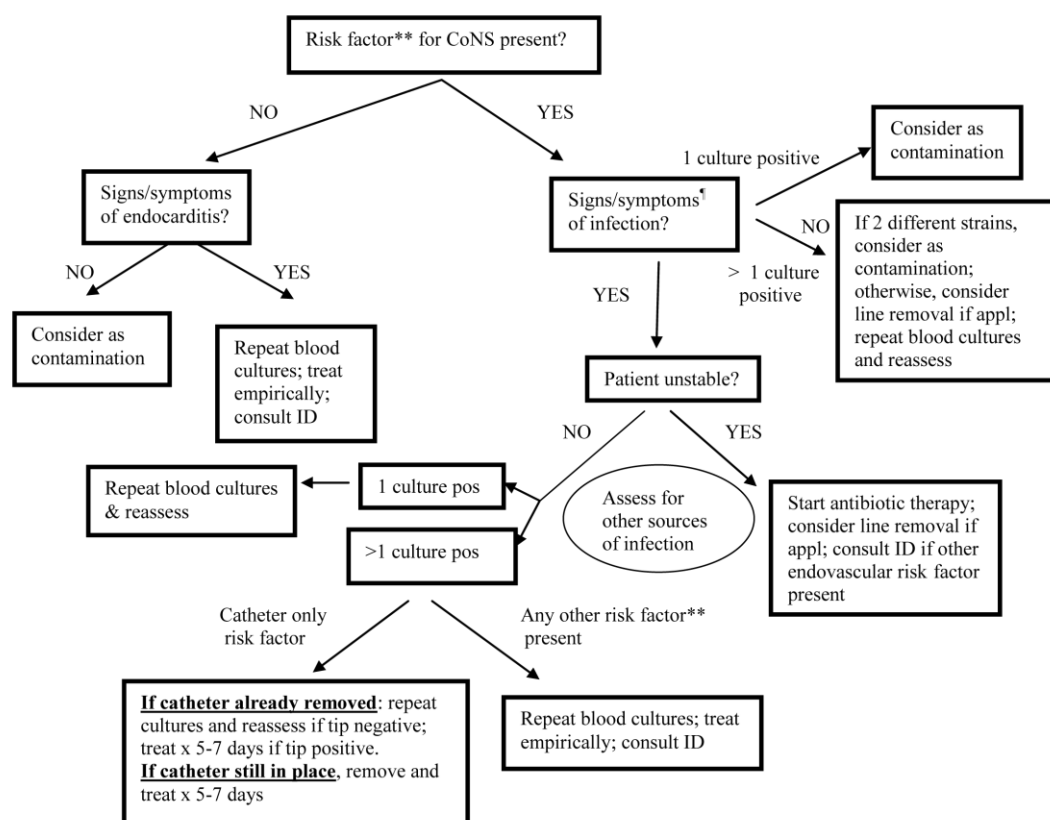 Risk factor** for CoNS present?
NO
YES
Signs/symptoms
of endocarditis?
Signs/symptoms¶
of infection?
1 culture positive
Consider as
contamination
NO
> 1 culture
positive
If 2 different strains,
consider as
contamination;
otherwise, consider
line removal if appl;
repeat blood cultures
and reassess
NO
YES
Consider as
contamination
Repeat blood
cultures; treat
empirically;
consult ID
YES
Patient unstable?
NO
YES
Repeat blood cultures
& reassess
1 culture pos
>1 culture pos
Assess for
other sources
of infection
Start antibiotic therapy;
consider line removal if
appl; consult ID if other
endovascular risk factor
present
Catheter only
risk factor
Any other risk factor**
present
If catheter already removed: repeat
cultures and reassess if tip negative;
treat x 5-7 days if tip positive.
If catheter still in place, remove and
treat x 5-7 days
Repeat blood cultures; treat
empirically; consult ID